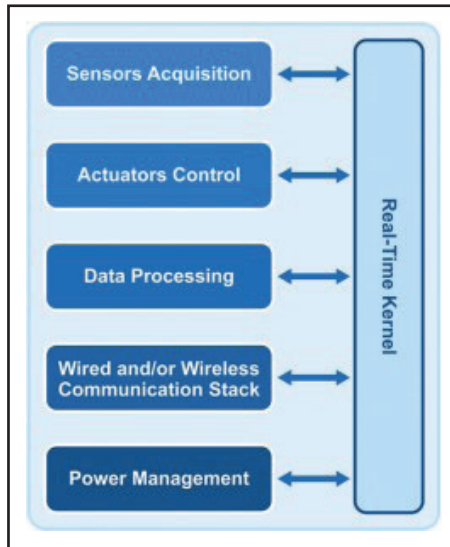 Sensors Acquisition
Actuators Control
Data Processing
Wired and/or Wireless
Communication Stack
Power Management
Real-Time Kernel